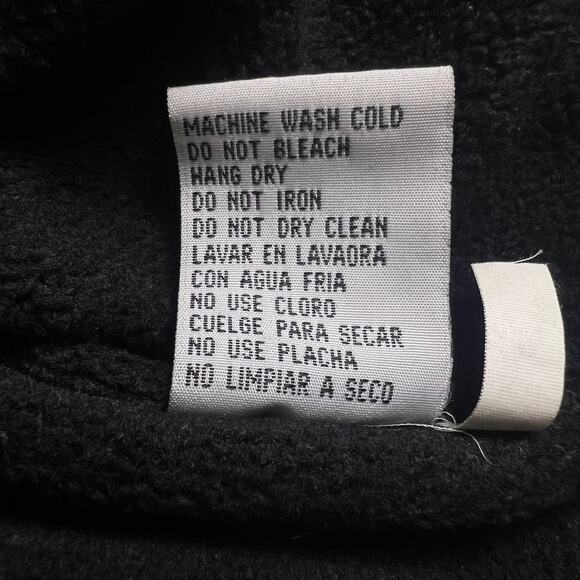 MACHINE WASH COLD
DO NOT BLEACH
HANG DRY
DO NOT IRON
DO NOT DRY CLEAN
LAVAR EN LAVAORA
CON AGUA FRIA
NO USE CLORO
CUELGE PARA SECAR
NO USE PLACHA
NO LIMPIAR A SECO